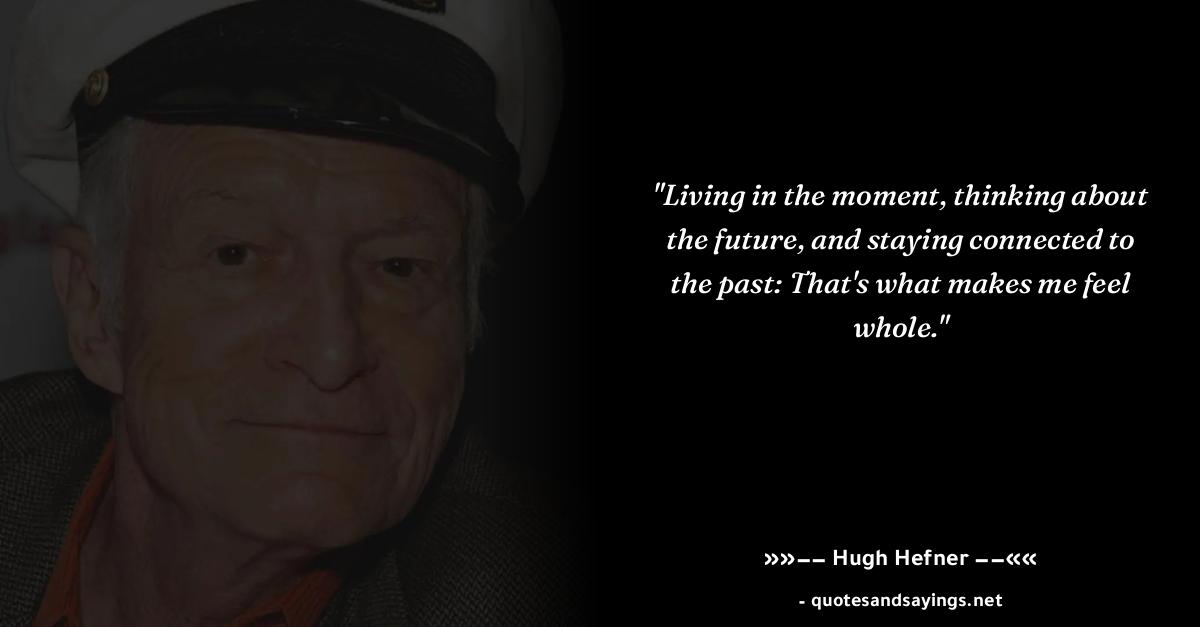 "Living in the moment, thinking about
the future, and staying connected to
the past: That's what makes me feel
whole."
»»–– Hugh Hefner ––««
- quotesandsayings.net